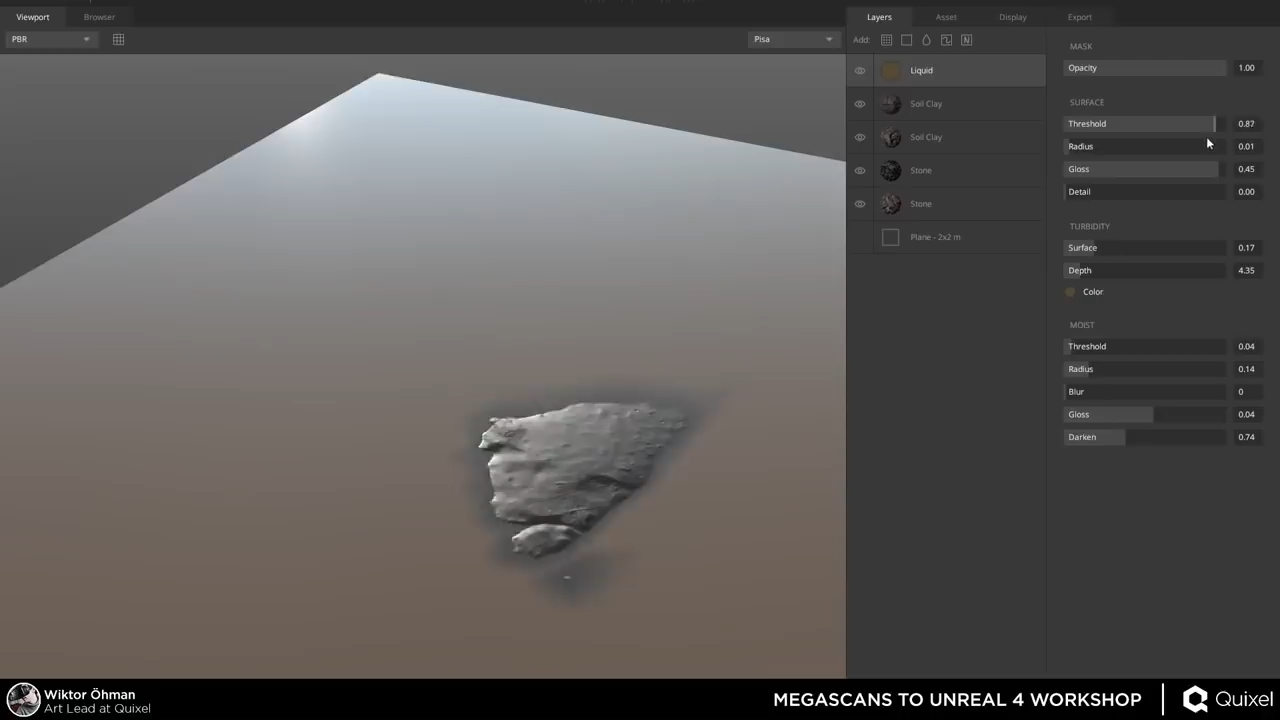 Viewport
Browser
Layers
Asset
Display
Export
PBR
Pisa
Add:
Liquid
Soil Clay
Soil Clay
Stone
Stone
Plane - 2x2 m
MASK
Opacity 1.00
SURFACE
Threshold 0.87
Radius 0.01
Gloss 0.45
Detail 0.00
TURBIDITY
Surface 0.17
Depth 4.35
Color
MOIST
Threshold 0.04
Radius 0.14
Blur 0
Gloss 0.04
Darken 0.74
Wiktor Öhman
Art Lead at Quixel
MEGASCANS TO UNREAL 4 WORKSHOP
Quixel